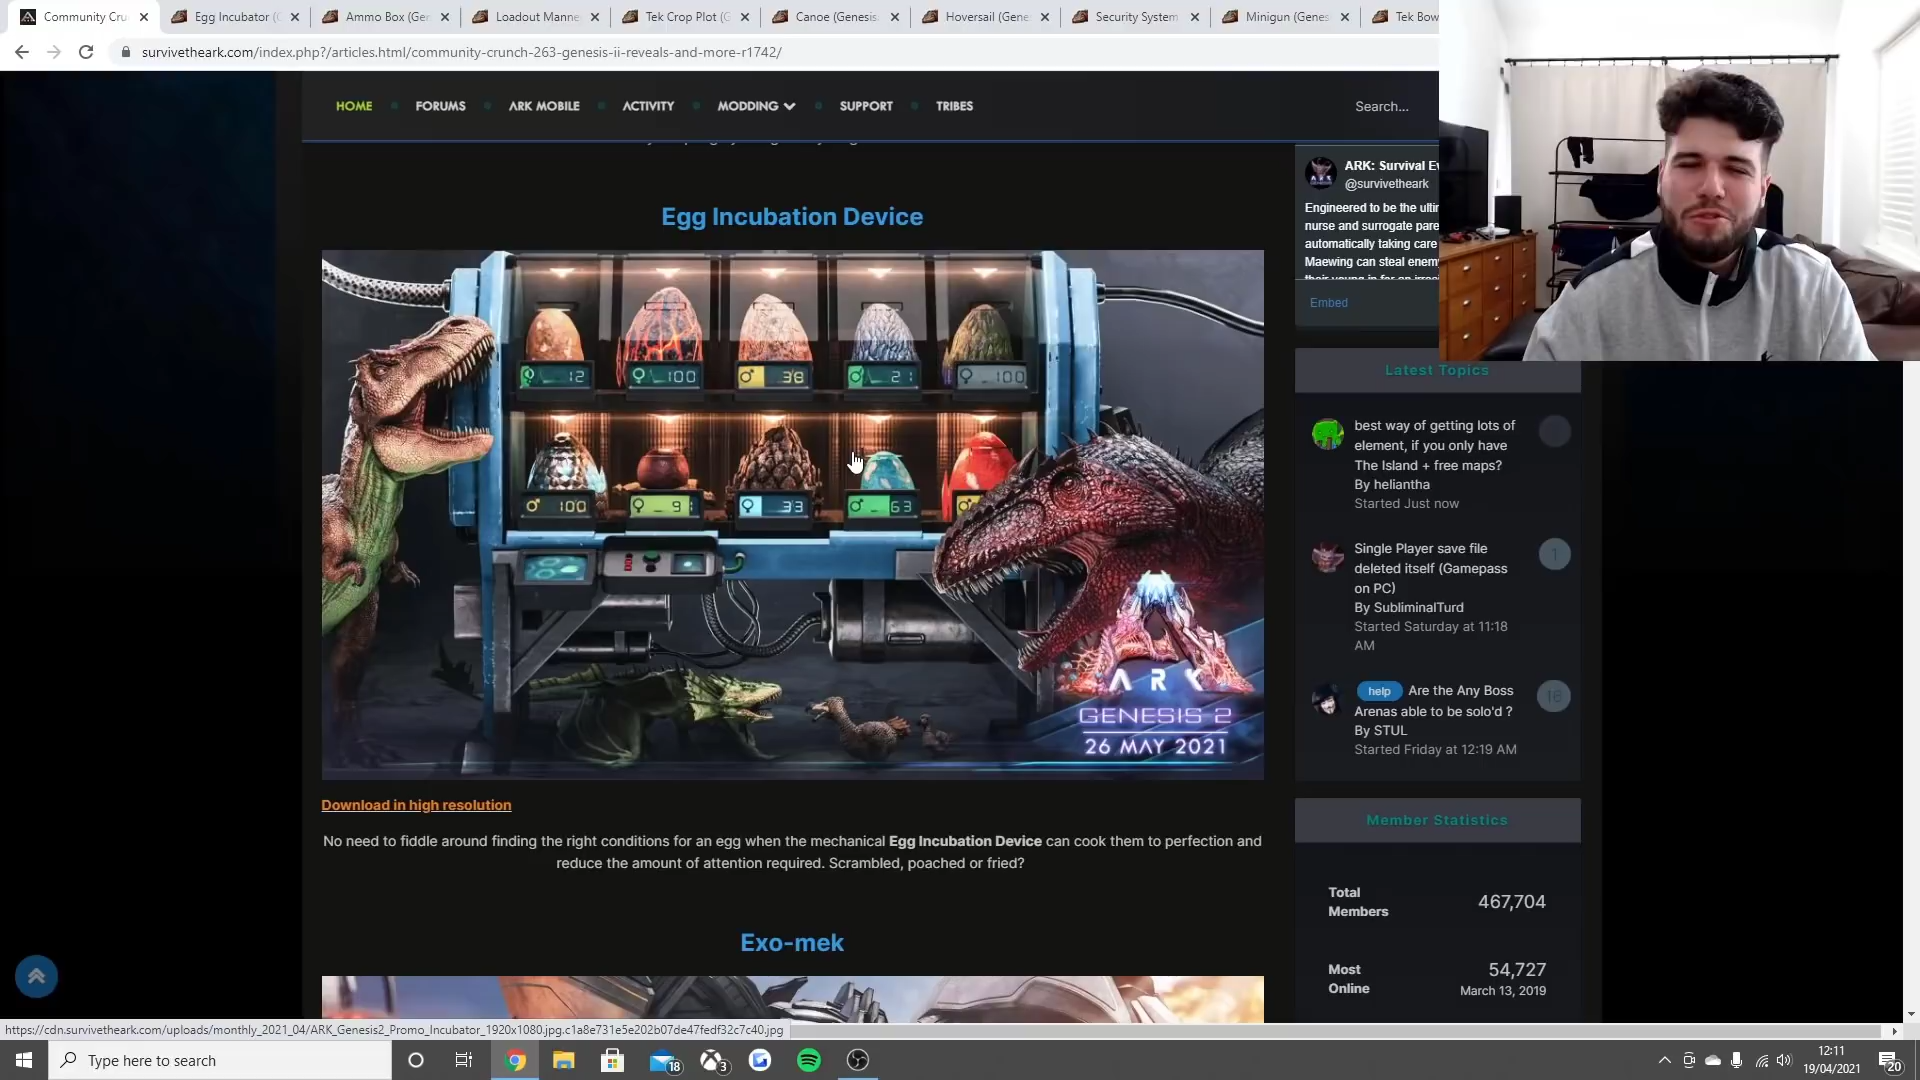 Community Cru
Egg Incubator (
Ammo Box (Gen
Loadout Manne
Tek Crop Plot (G
Canoe (Genesis
Hoversail (Gene
Security System
Minigun (Genes
Tek Bow
survivetheark.com/index.php?/articles.html/community-crunch-263-genesis-ii-reveals-and-more-r1742/
HOME
FORUMS
ARK MOBILE
ACTIVITY
MODDING
SUPPORT
TRIBES
Search...
Egg Incubation Device
12
100
38
21
100
100
9
33
63
ARK
GENESIS 2
26 MAY 2021
Download in high resolution
No need to fiddle around finding the right conditions for an egg when the mechanical Egg Incubation Device can cook them to perfection and
reduce the amount of attention required. Scrambled, poached or fried?
Exo-mek
ARK: Survival Ev
@survivetheark
Engineered to be the ultin
nurse and surrogate pare
automatically taking care
Maewing can steal enemy
Embed
Latest Topics
best way of getting lots of
element, if you only have
The Island + free maps?
By heliantha
Started Just now
Single Player save file
deleted itself (Gamepass
on PC)
1
By SubliminalTurd
Started Saturday at 11:18
AM
help Are the Any Boss
Arenas able to be solo'd ?
16
By STUL
Started Friday at 12:19 AM
Member Statistics
Total
Members
467,704
Most
Online
54,727
March 13, 2019
https://cdn.survivetheark.com/uploads/monthly_2021_04/ARK_Genesis2_Promo_Incubator_1920x1080.jpg.c1a8e731e5e202b07de47fedf32c7c40.jpg
Type here to search
18
3
12:11
19/04/2021
20